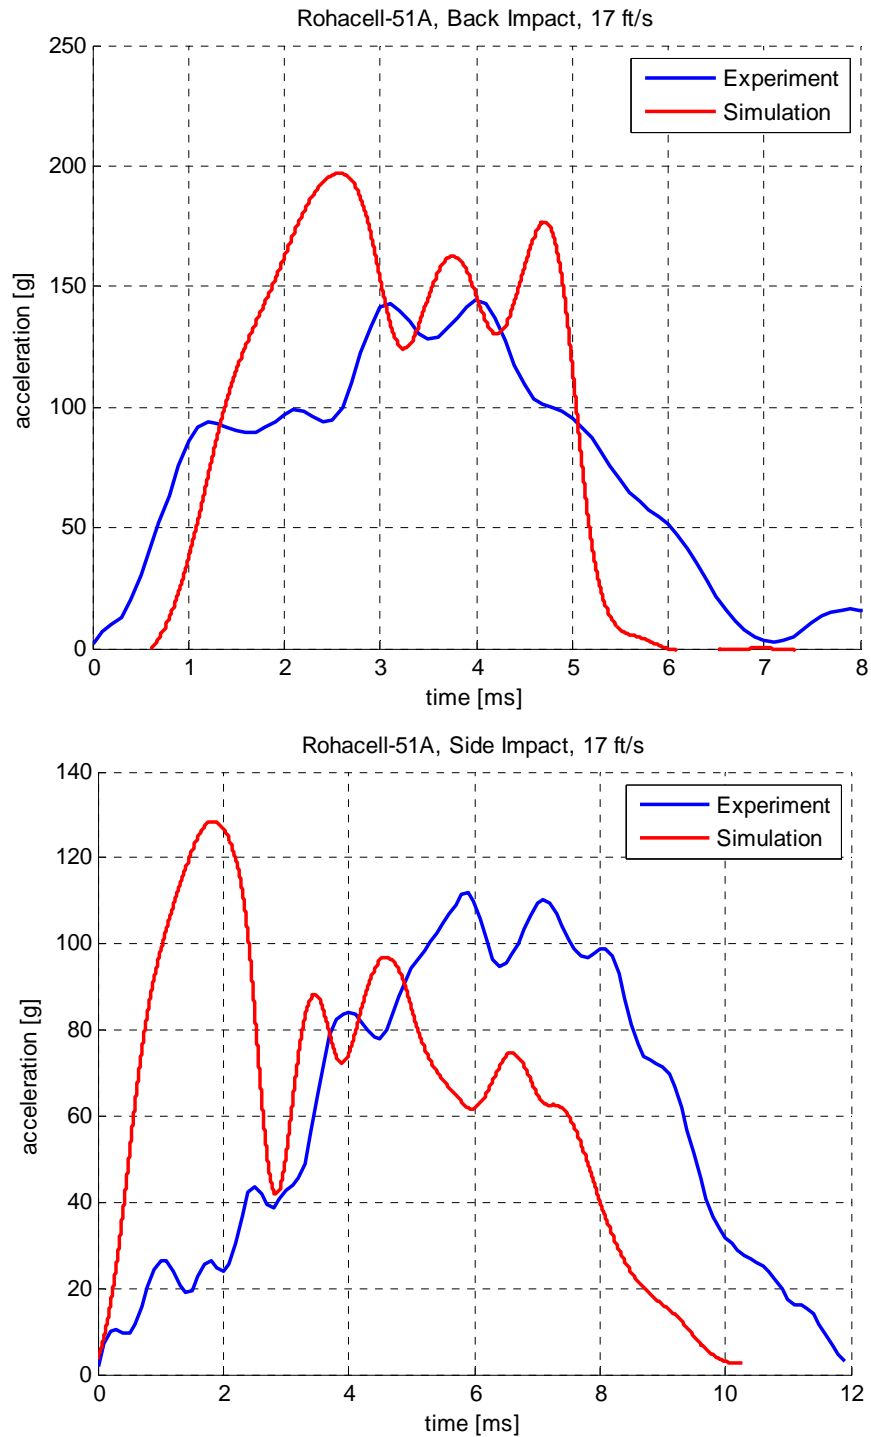 Rohacell-51A, Back Impact, 17 ft/s
250
200
150
100
50
0
acceleration [g]
Experiment
Simulation
0 1 2 3 4 5 6 7 8
time [ms]
Rohacell-51A, Side Impact, 17 ft/s
140
120
100
80
60
40
20
0
acceleration [g]
Experiment
Simulation
0 2 4 6 8 10 12
time [ms]